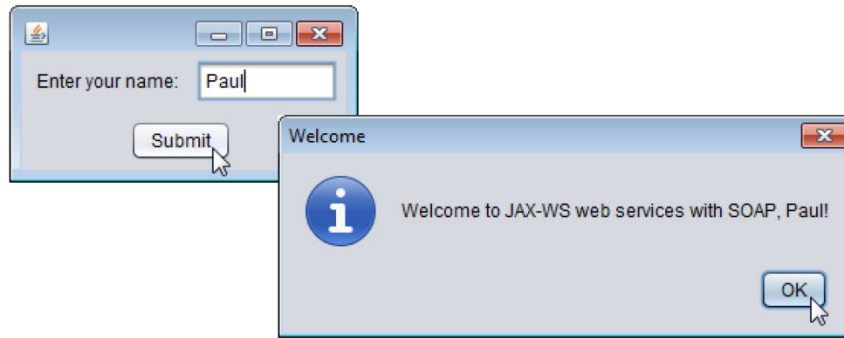 Enter your name: Paul
Submit
Welcome
Welcome to JAX-WS web services with SOAP, Paul!
OK